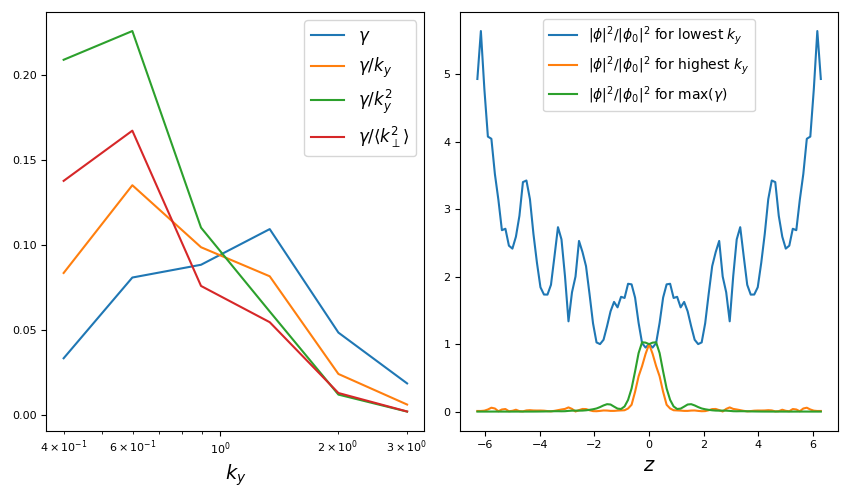 γ
γ/k_y
γ/k_y²
γ/⟨k_⊥²⟩
0.20
0.15
0.10
0.05
0.00
4 × 10⁻¹
6 × 10⁻¹
10⁰
2 × 10⁰
3 × 10⁰
k_y
|ϕ|²/|ϕ₀|² for lowest k_y
|ϕ|²/|ϕ₀|² for highest k_y
|ϕ|²/|ϕ₀|² for max(γ)
5
4
3
2
1
0
−6
−4
−2
0
2
4
6
z